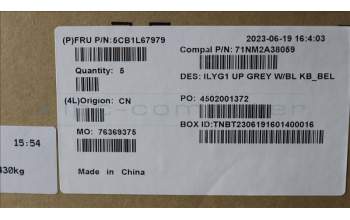 (P)FRU P/N:5CB1L67979
2023-06-19 16:4:03
Compal P/N: 71NM2A38059
Quantity: 5
DES: ILYG1 UP GREY W/BL KB_BEL
(4L)Origion: CN
PO: 4502001372
MO: 76369375
BOX ID:TNBT2306191601400016
15:54
430kg
Made in China